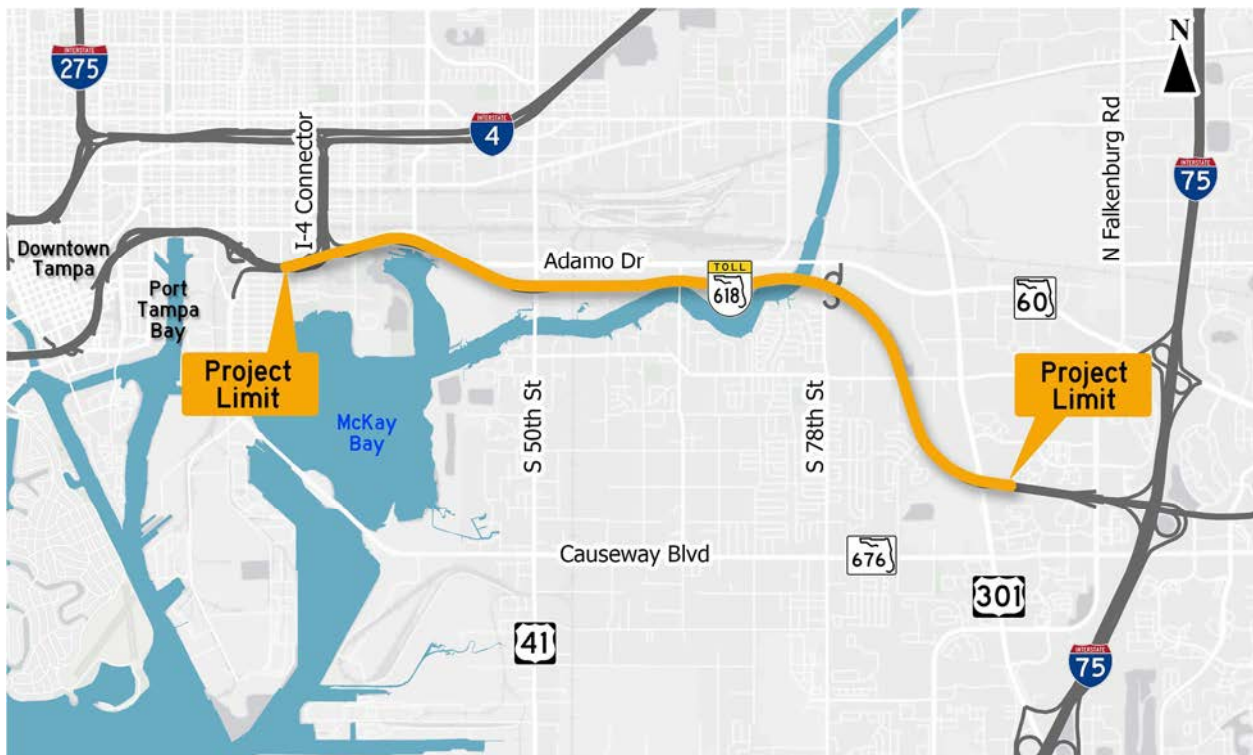 INTERSTATE
275
INTERSTATE
4
I-4 Connector
N
N Falkenburg Rd
INTERSTATE
75
Downtown
Tampa
Port
Tampa
Bay
Adamo Dr
TOLL
618
60
Project
Limit
McKay
Bay
S 50th St
S 78th St
Project
Limit
Causeway Blvd
676
301
41
INTERSTATE
75